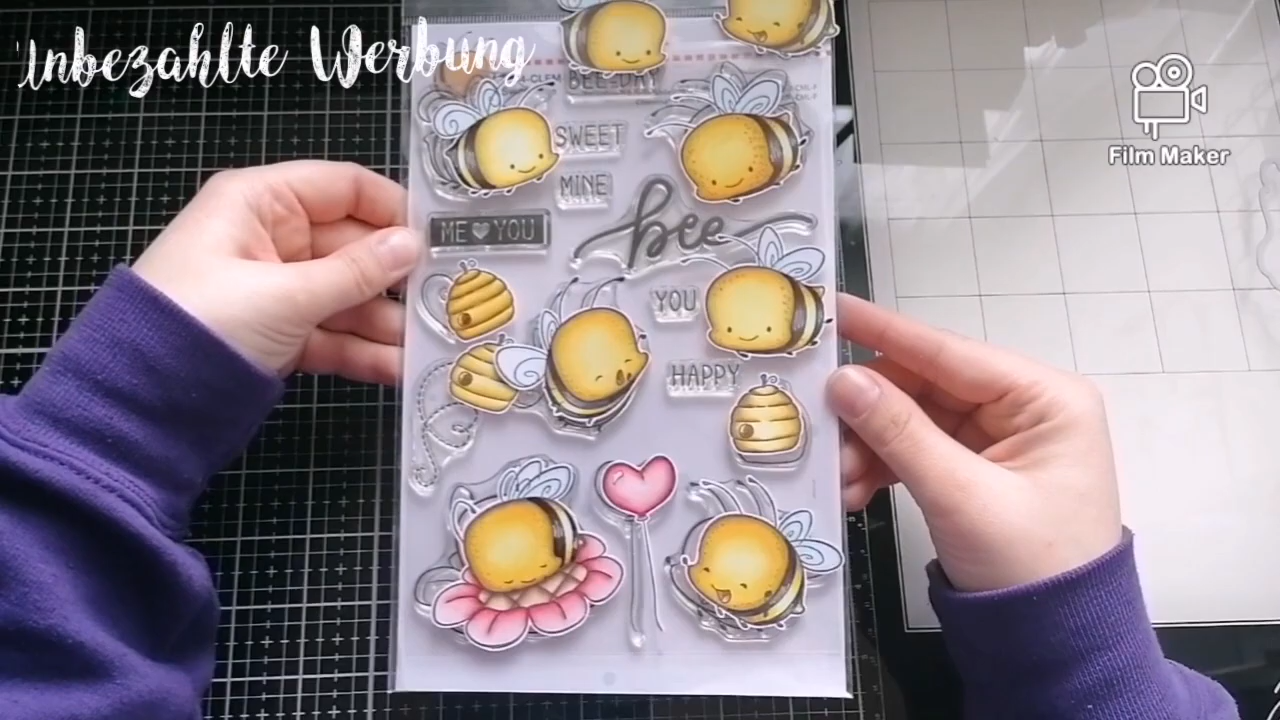 Unbezahlte Werbung
Film Maker
BEE-DAY
SWEET
MINE
ME YOU
bee
YOU
HAPPY